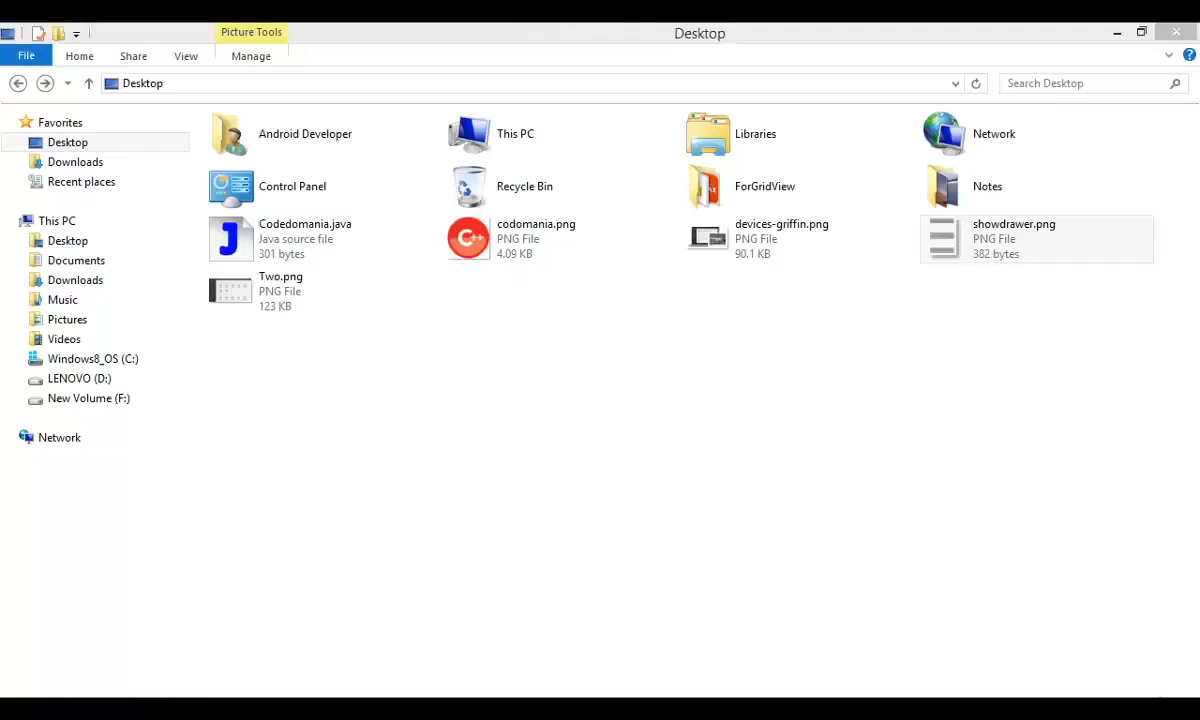 Picture Tools
Desktop
File
Home
Share
View
Manage
Desktop
Search Desktop
Favorites
Desktop
Downloads
Recent places
This PC
Desktop
Documents
Downloads
Music
Pictures
Videos
Windows8_OS (C:)
LENOVO (D:)
New Volume (F:)
Network
Android Developer
This PC
Libraries
Network
Control Panel
Recycle Bin
ForGridView
Notes
Codedomania.java
Java source file
301 bytes
codomania.png
PNG File
4.09 KB
devices-griffin.png
PNG File
90.1 KB
showdrawer.png
PNG File
382 bytes
Two.png
PNG File
123 KB
J
C++